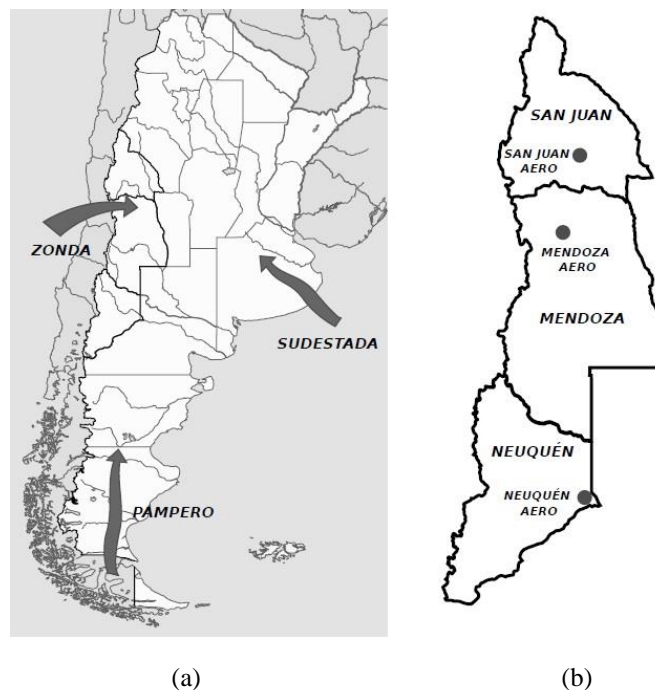 ZONDA
SUDESTADA
PAMPERO
(a)
SAN JUAN
SAN JUAN
AERO
MENDOZA
AERO
MENDOZA
NEUQUÉN
NEUQUÉN
AERO
(b)